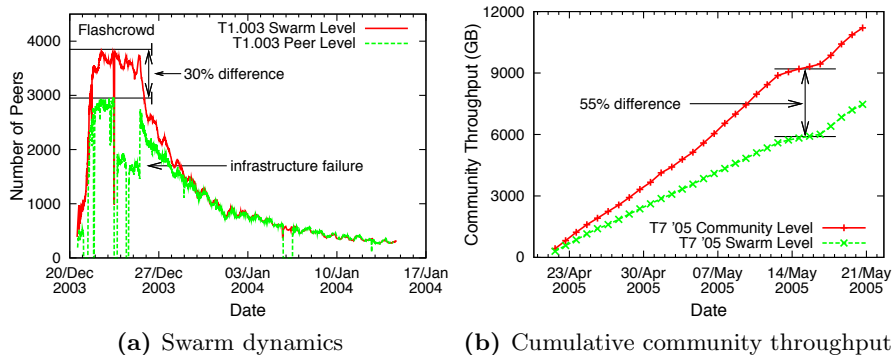 Flashcrowd
T1.003 Swarm Level
T1.003 Peer Level
30% difference
infrastructure failure
Number of Peers
4000
3000
2000
1000
0
20/Dec 27/Dec 03/Jan 10/Jan 17/Jan
2003 2003 2004 2004 2004
Date
(a) Swarm dynamics
Community Throughput (GB)
12000
9000
6000
3000
0
55% difference
T7 '05 Community Level
T7 '05 Swarm Level
23/Apr 30/Apr 07/May 14/May 21/May
2005 2005 2005 2005 2005
Date
(b) Cumulative community throughput